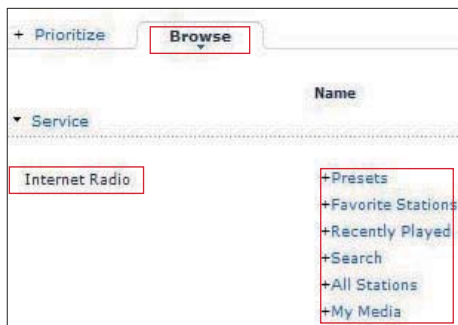 + Prioritize Browse
Name
Service
Internet Radio +Presets
+Favorite Stations
+Recently Played
+Search
+All Stations
+My Media